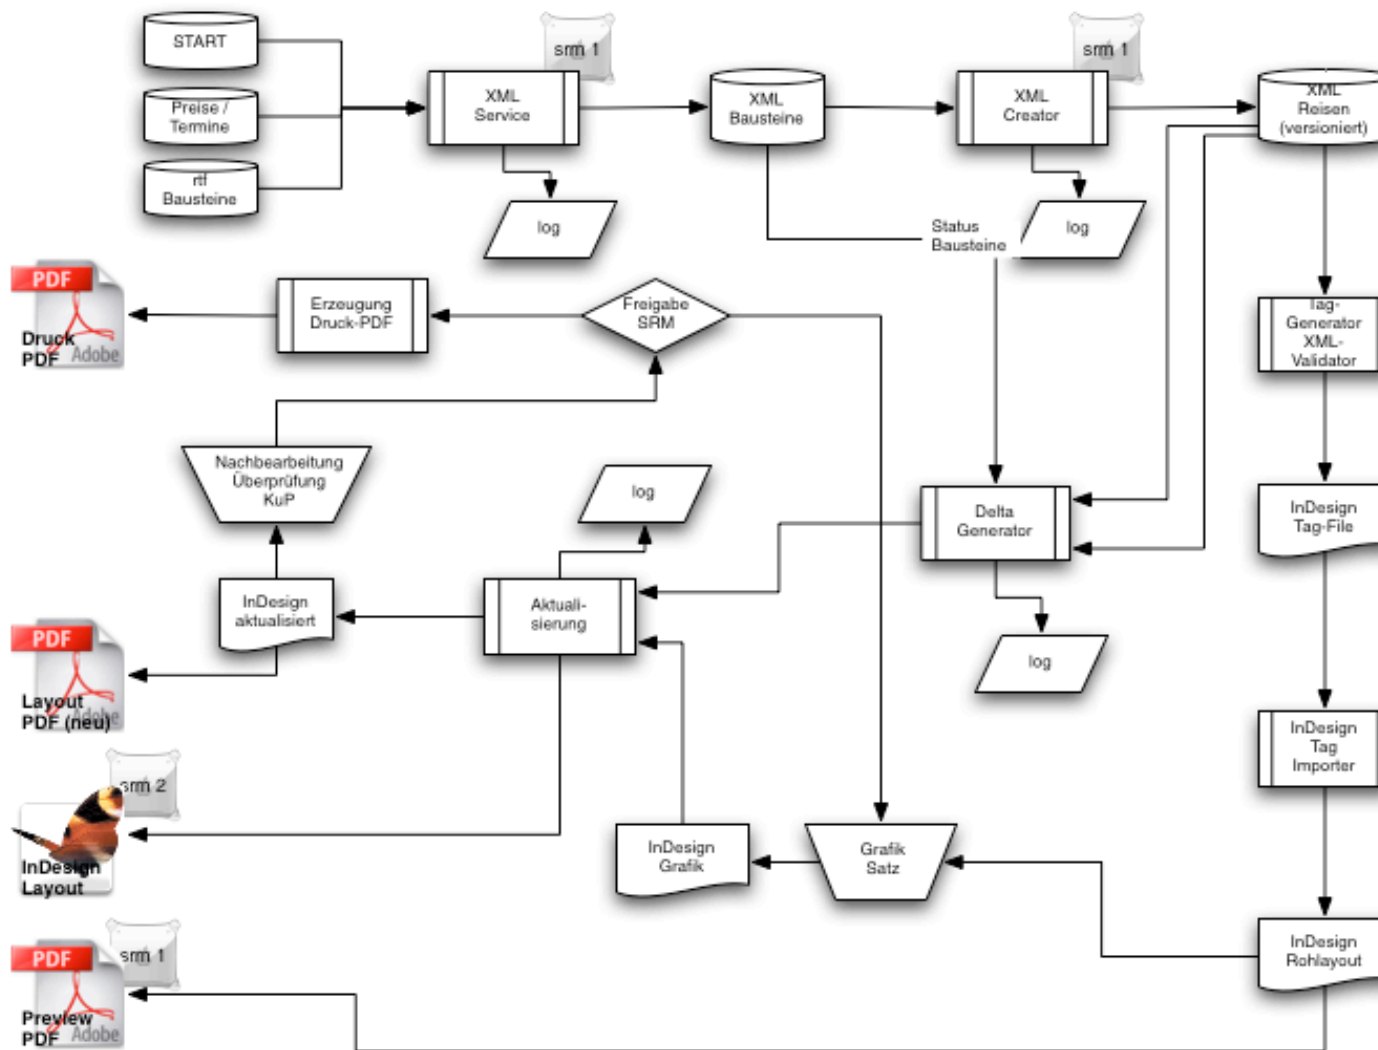 START
srm 1
srm 1
XML
Service
XML
Bausteine
XML
Creator
XML
Reisen
(versioniert)
Preise /
Termine
rtf
Bausteine
log
Status
Bausteine
log
PDF
Druck
PDF
Adobe
Erzeugung
Druck-PDF
Freigabe
SRM
Tag-
Generator
XML-
Validator
Nachbearbeitung
Überprüfung
KuP
log
Delta
Generator
InDesign
Tag-File
InDesign
aktualisiert
Aktuali-
sierung
log
PDF
Layout
PDF (neu)
Adobe
InDesign
Tag
Importer
srm 2
InDesign
Layout
InDesign
Grafik
Grafik
Satz
srm 1
PDF
Preview
PDF
Adobe
InDesign
Rohlayout